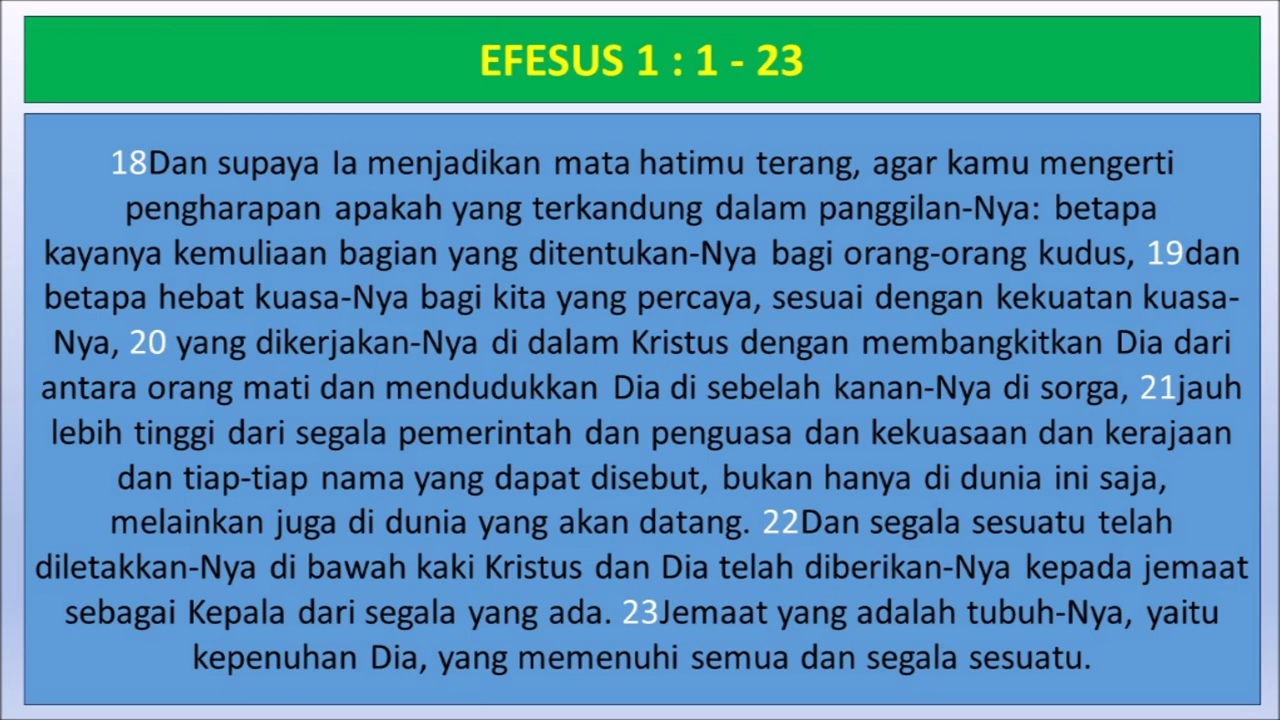 EFESUS 1 : 1 - 23
18Dan supaya Ia menjadikan mata hatimu terang, agar kamu mengerti
pengharapan apakah yang terkandung dalam panggilan-Nya: betapa
kayanya kemuliaan bagian yang ditentukan-Nya bagi orang-orang kudus, 19dan
betapa hebat kuasa-Nya bagi kita yang percaya, sesuai dengan kekuatan kuasa-
Nya, 20 yang dikerjakan-Nya di dalam Kristus dengan membangkitkan Dia dari
antara orang mati dan mendudukkan Dia di sebelah kanan-Nya di sorga, 21jauh
lebih tinggi dari segala pemerintah dan penguasa dan kekuasaan dan kerajaan
dan tiap-tiap nama yang dapat disebut, bukan hanya di dunia ini saja,
melainkan juga di dunia yang akan datang. 22Dan segala sesuatu telah
diletakkan-Nya di bawah kaki Kristus dan Dia telah diberikan-Nya kepada jemaat
sebagai Kepala dari segala yang ada. 23Jemaat yang adalah tubuh-Nya, yaitu
kepenuhan Dia, yang memenuhi semua dan segala sesuatu.